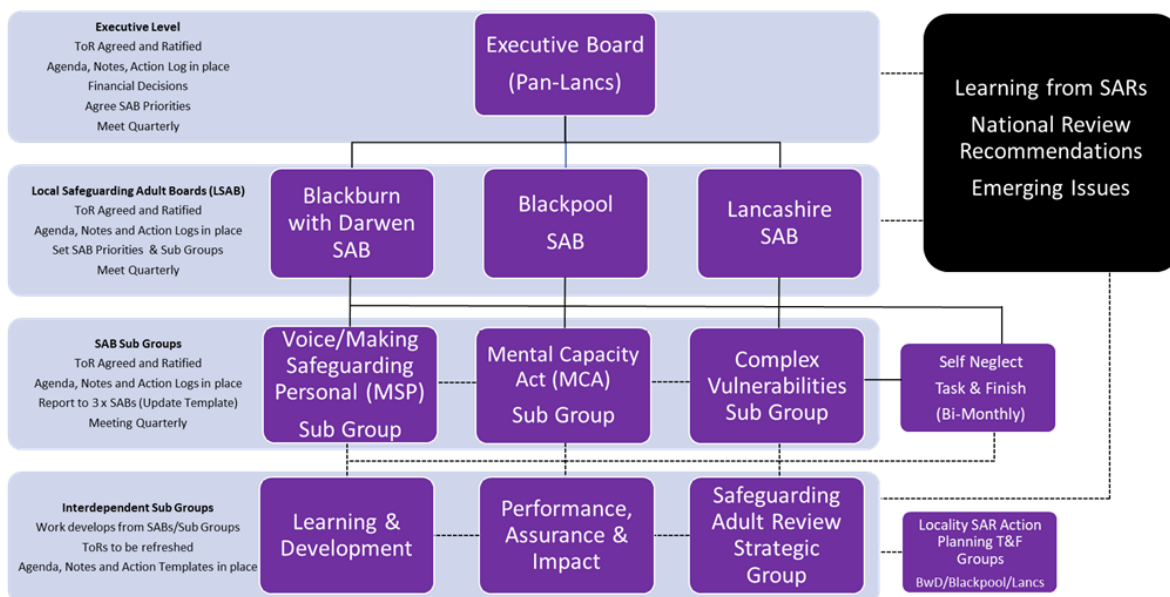 Executive Level
ToR Agreed and Ratified
Agenda, Notes, Action Log in place
Financial Decisions
Agree SAB Priorities
Meet Quarterly
Executive Board
(Pan-Lancs)
Learning from SARs
National Review
Recommendations
Emerging Issues
Local Safeguarding Adult Boards (LSAB)
ToR Agreed and Ratified
Agenda, Notes and Action Logs in place
Set SAB Priorities & Sub Groups
Meet Quarterly
Blackburn
with Darwen
SAB
Blackpool
SAB
Lancashire
SAB
SAB Sub Groups
ToR Agreed and Ratified
Agenda, Notes and Action Logs in place
Report to 3 x SABs (Update Template)
Meeting Quarterly
Voice/Making
Safeguarding
Personal (MSP)
Sub Group
Mental Capacity
Act (MCA)
Sub Group
Complex
Vulnerabilities
Sub Group
Self Neglect
Task & Finish
(Bi-Monthly)
Interdependent Sub Groups
Work develops from SABs/Sub Groups
ToRs to be refreshed
Agenda, Notes and Action Templates in place
Learning &
Development
Performance,
Assurance &
Impact
Safeguarding
Adult Review
Strategic
Group
Locality SAR Action
Planning T&F
Groups
BwD/Blackpool/Lancs